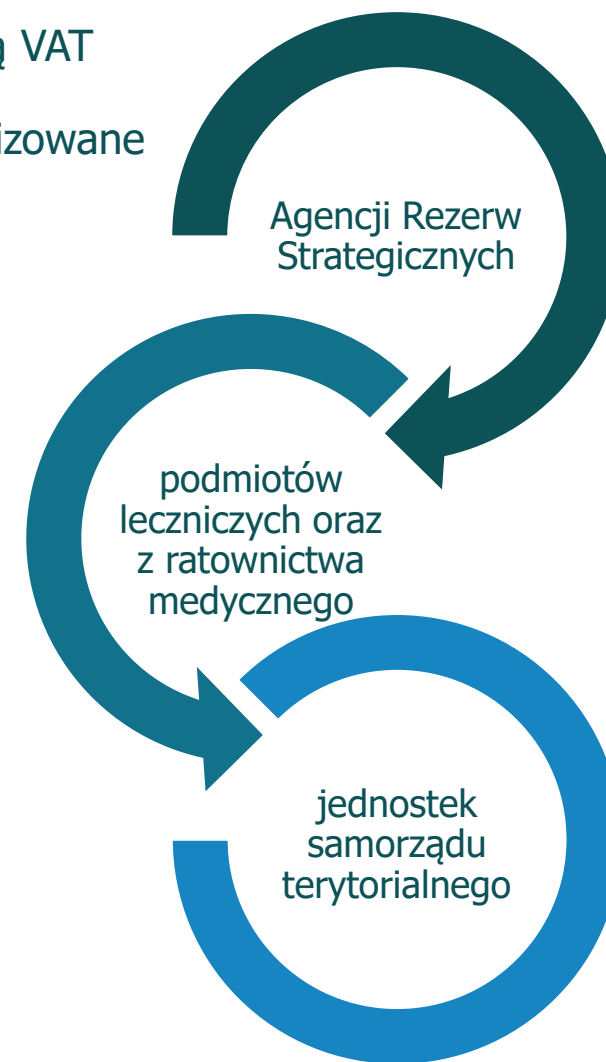 ą VAT
izowane
Agencji Rezerw
Strategicznych
podmiotów
leczniczych oraz
z ratownictwa
medycznego
jednostek
samorządu
terytorialnego